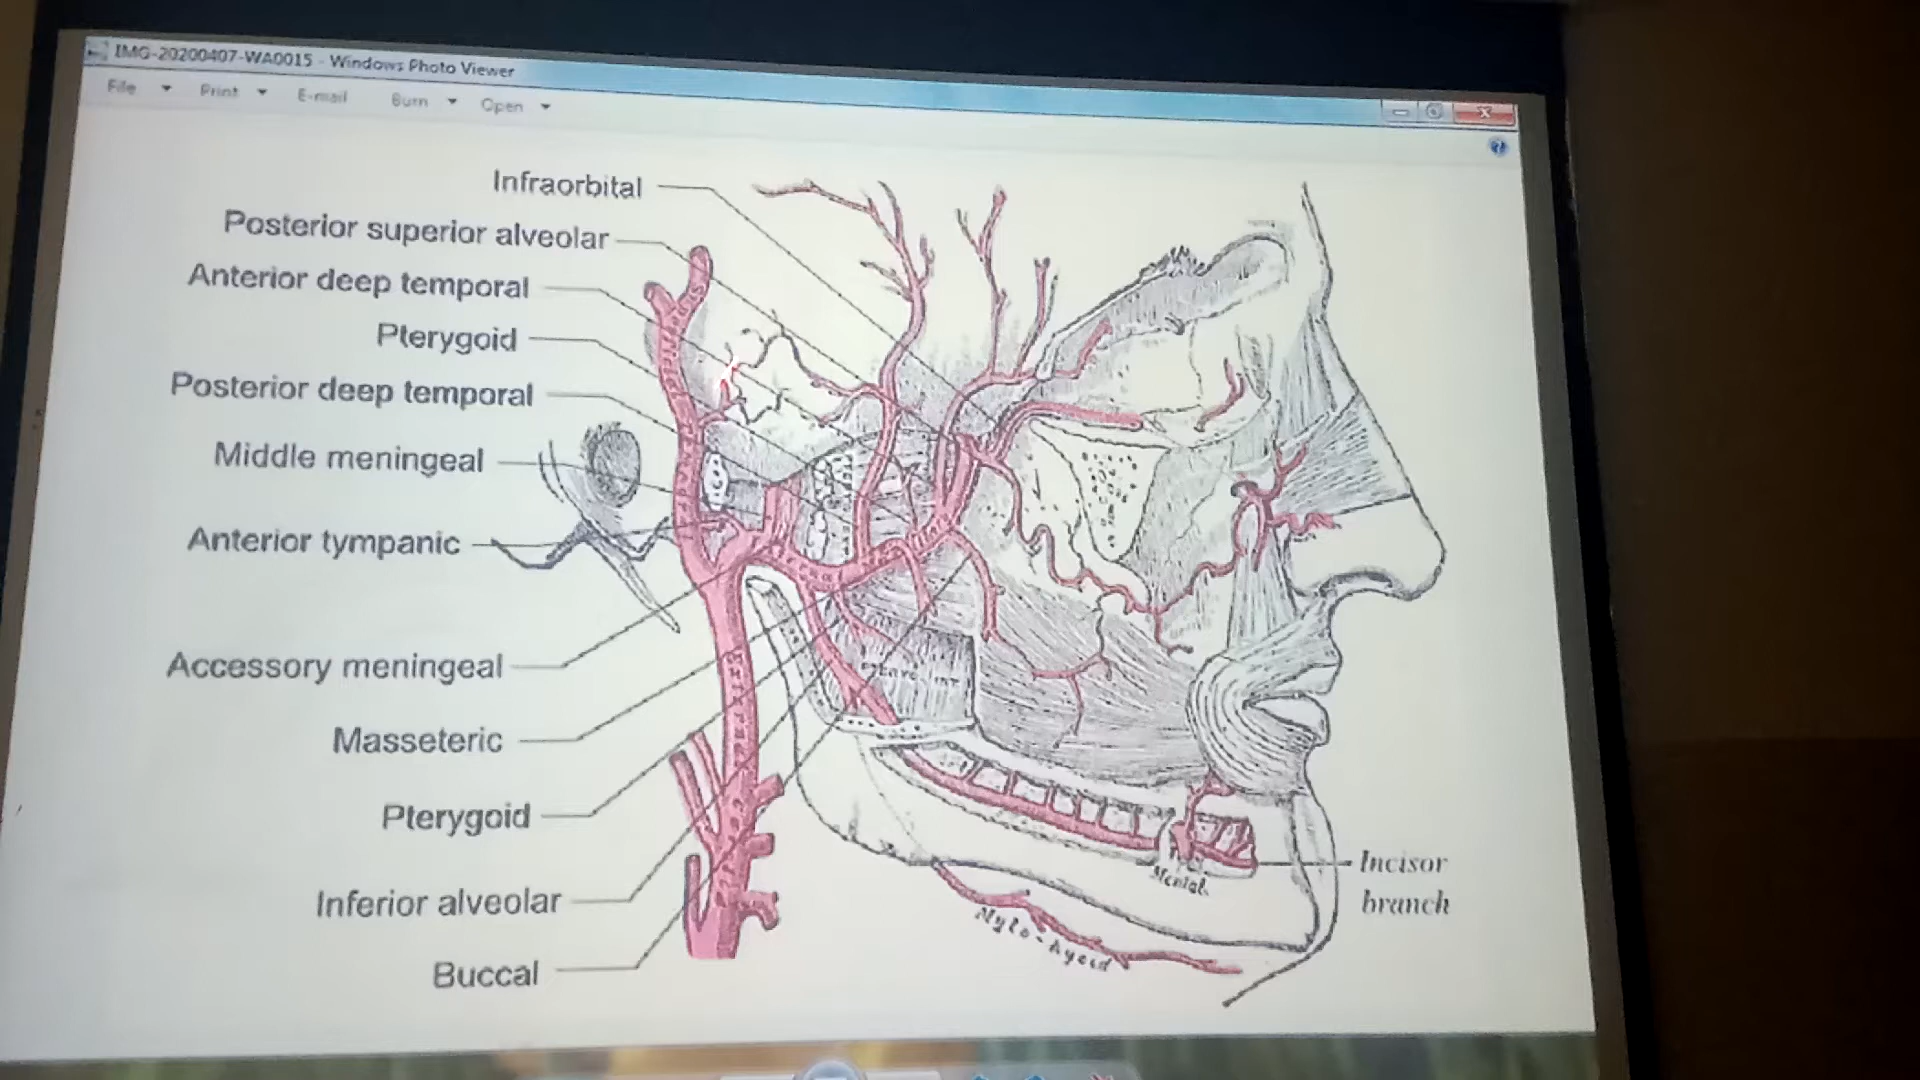 IMG-20200407-WA0015 - Windows Photo Viewer
File Print E-mail Burn Open
Infraorbital
Posterior superior alveolar
Anterior deep temporal
Pterygoid
Posterior deep temporal
Middle meningeal
Anterior tympanic
Accessory meningeal
Masseteric
Pterygoid
Inferior alveolar
Buccal
Incisor
branch
Mental
Mylo-hyoid